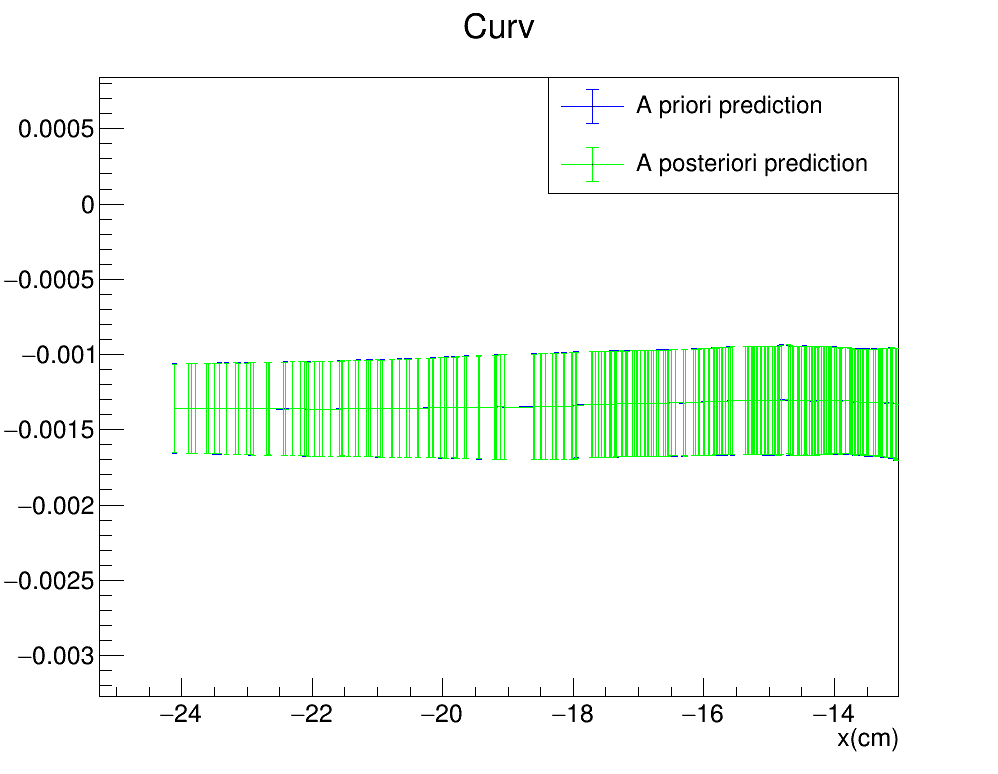 Curv
A priori prediction
A posteriori prediction
0.0005
0
−0.0005
−0.001
−0.0015
−0.002
−0.0025
−0.003
−24 −22 −20 −18 −16 −14
x(cm)